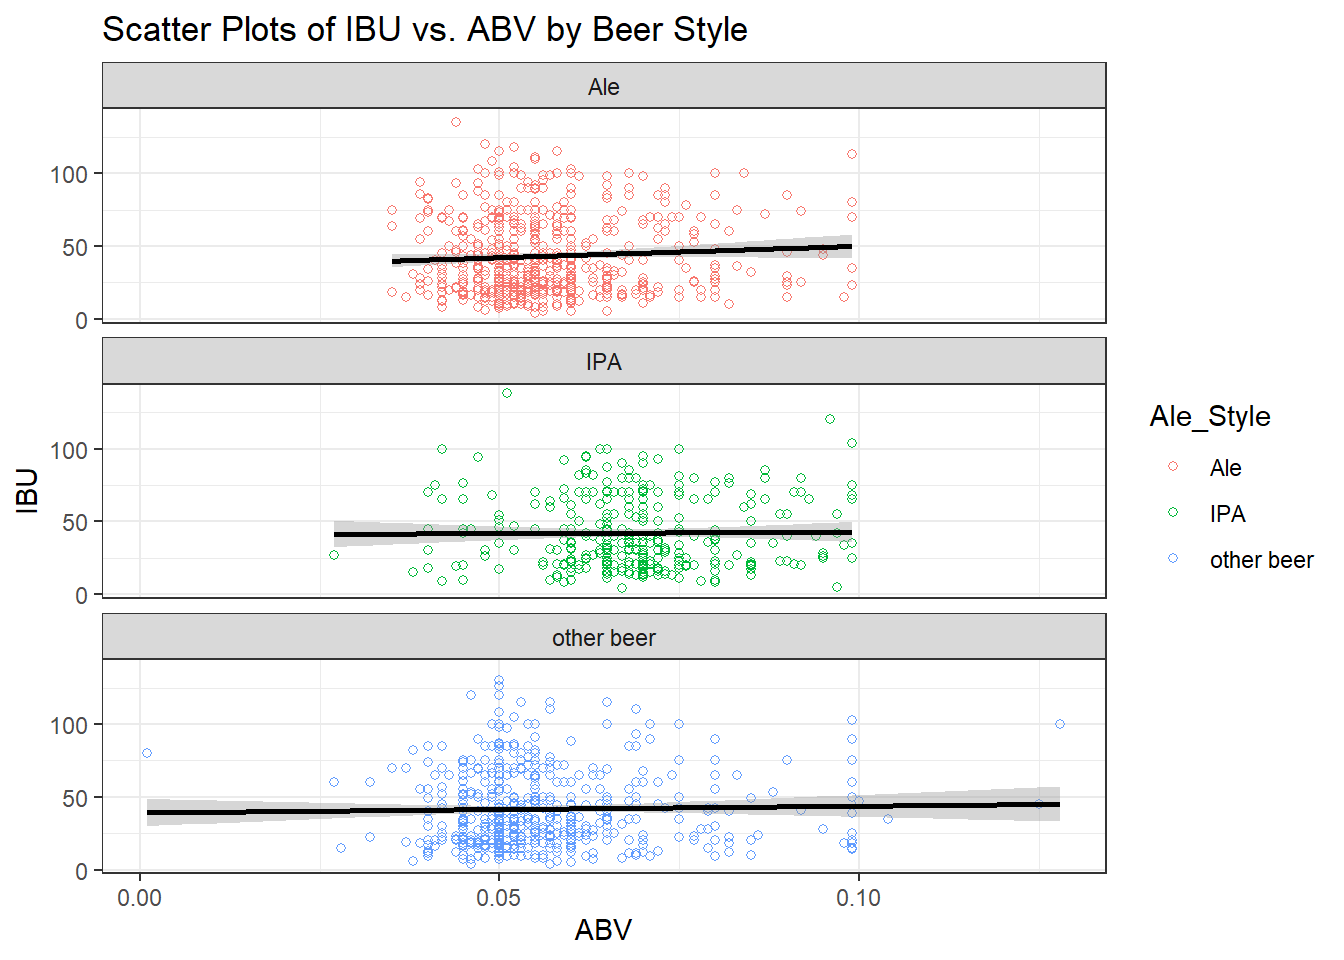 Scatter Plots of IBU vs. ABV by Beer Style
Ale
100
50
0
IPA
100
50
0
other beer
100
50
0
0.00 0.05 0.10
ABV
IBU
Ale_Style
Ale
IPA
other beer